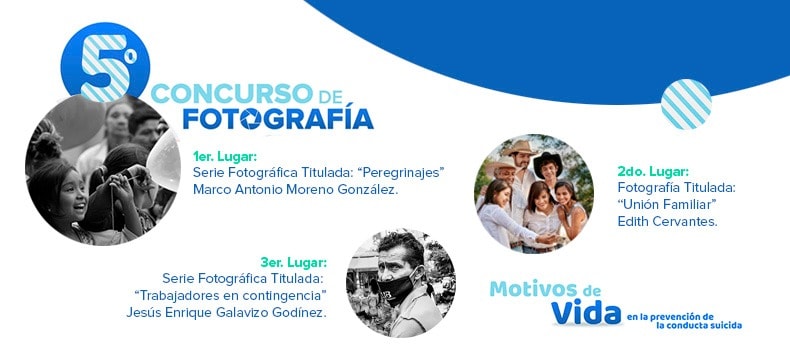 5º
CONCURSO DE
FOTOGRAFÍA
1er. Lugar:
Serie Fotográfica Titulada: “Peregrinajes”
Marco Antonio Moreno González.
2do. Lugar:
Fotografía Titulada:
“Unión Familiar”
Edith Cervantes.
3er. Lugar:
Serie Fotográfica Titulada:
“Trabajadores en contingencia”
Jesús Enrique Galavizo Godínez.
Motivos de
Vida en la prevención de
la conducta suicida